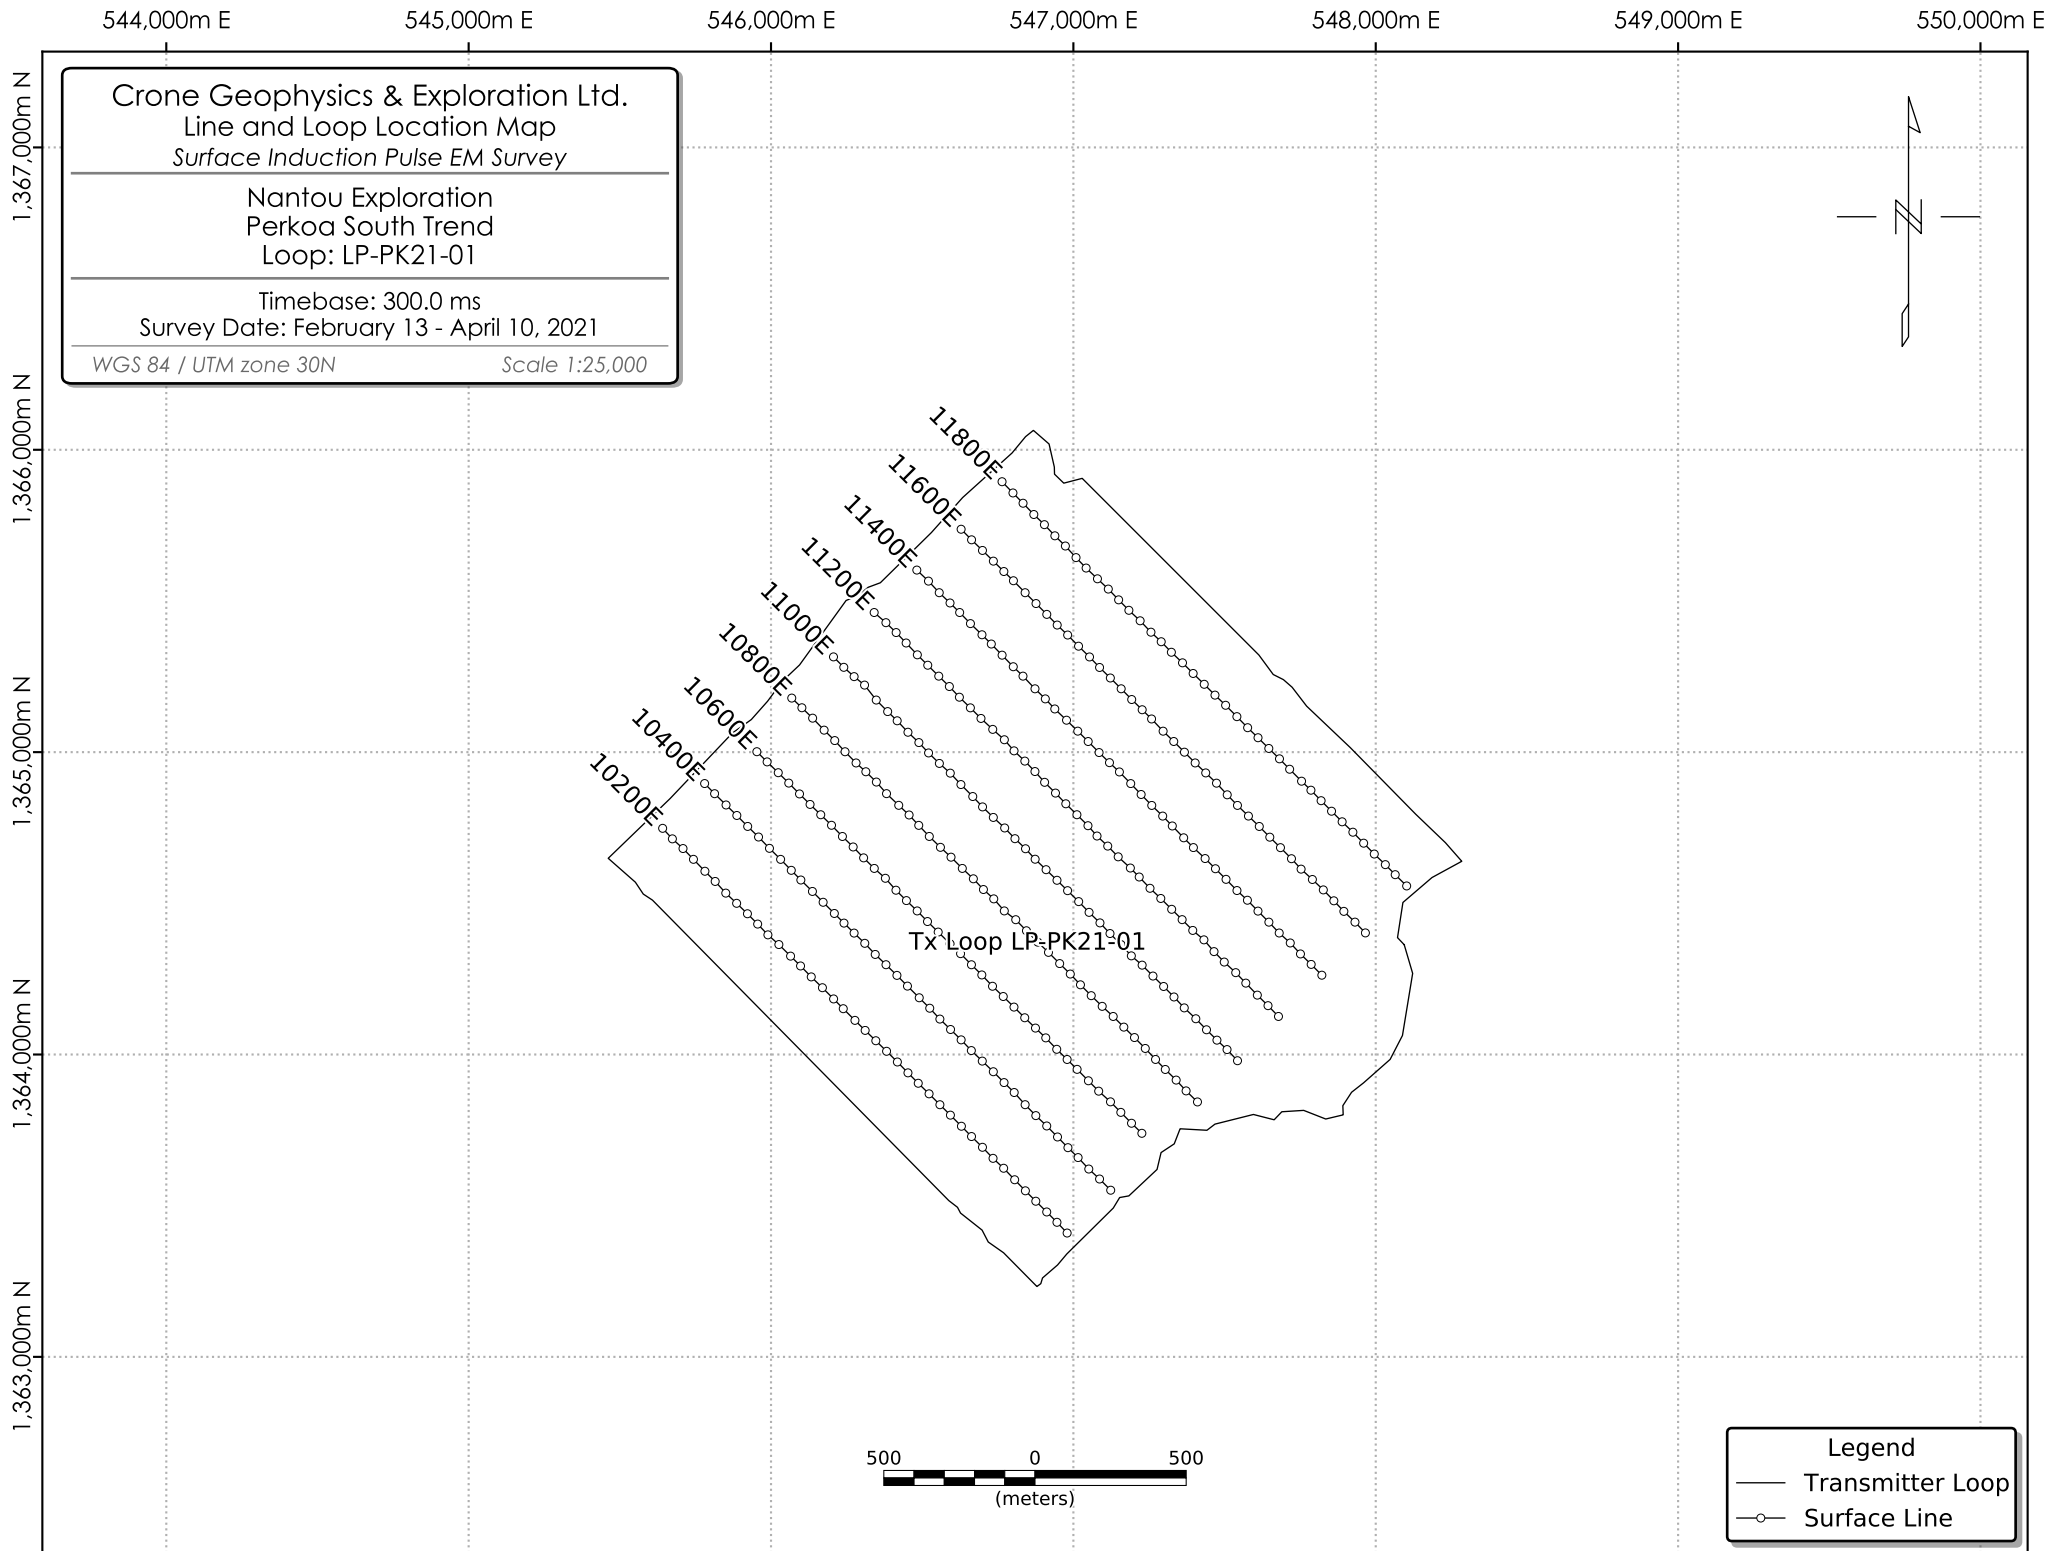 544,000m E 545,000m E 546,000m E 547,000m E 548,000m E 549,000m E 550,000m E
Crone Geophysics & Exploration Ltd.
Line and Loop Location Map
Surface Induction Pulse EM Survey
Nantou Exploration
Perkoa South Trend
Loop: LP-PK21-01
Timebase: 300.0 ms
Survey Date: February 13 - April 10, 2021
WGS 84 / UTM zone 30N Scale 1:25,000
N
1,367,000m N
1,366,000m N
1,365,000m N
1,364,000m N
1,363,000m N
11800E
11600E
11400E
11200E
11000E
10800E
10600E
10400E
10200E
Tx Loop LP-PK21-01
500 0 500
(meters)
Legend
Transmitter Loop
Surface Line